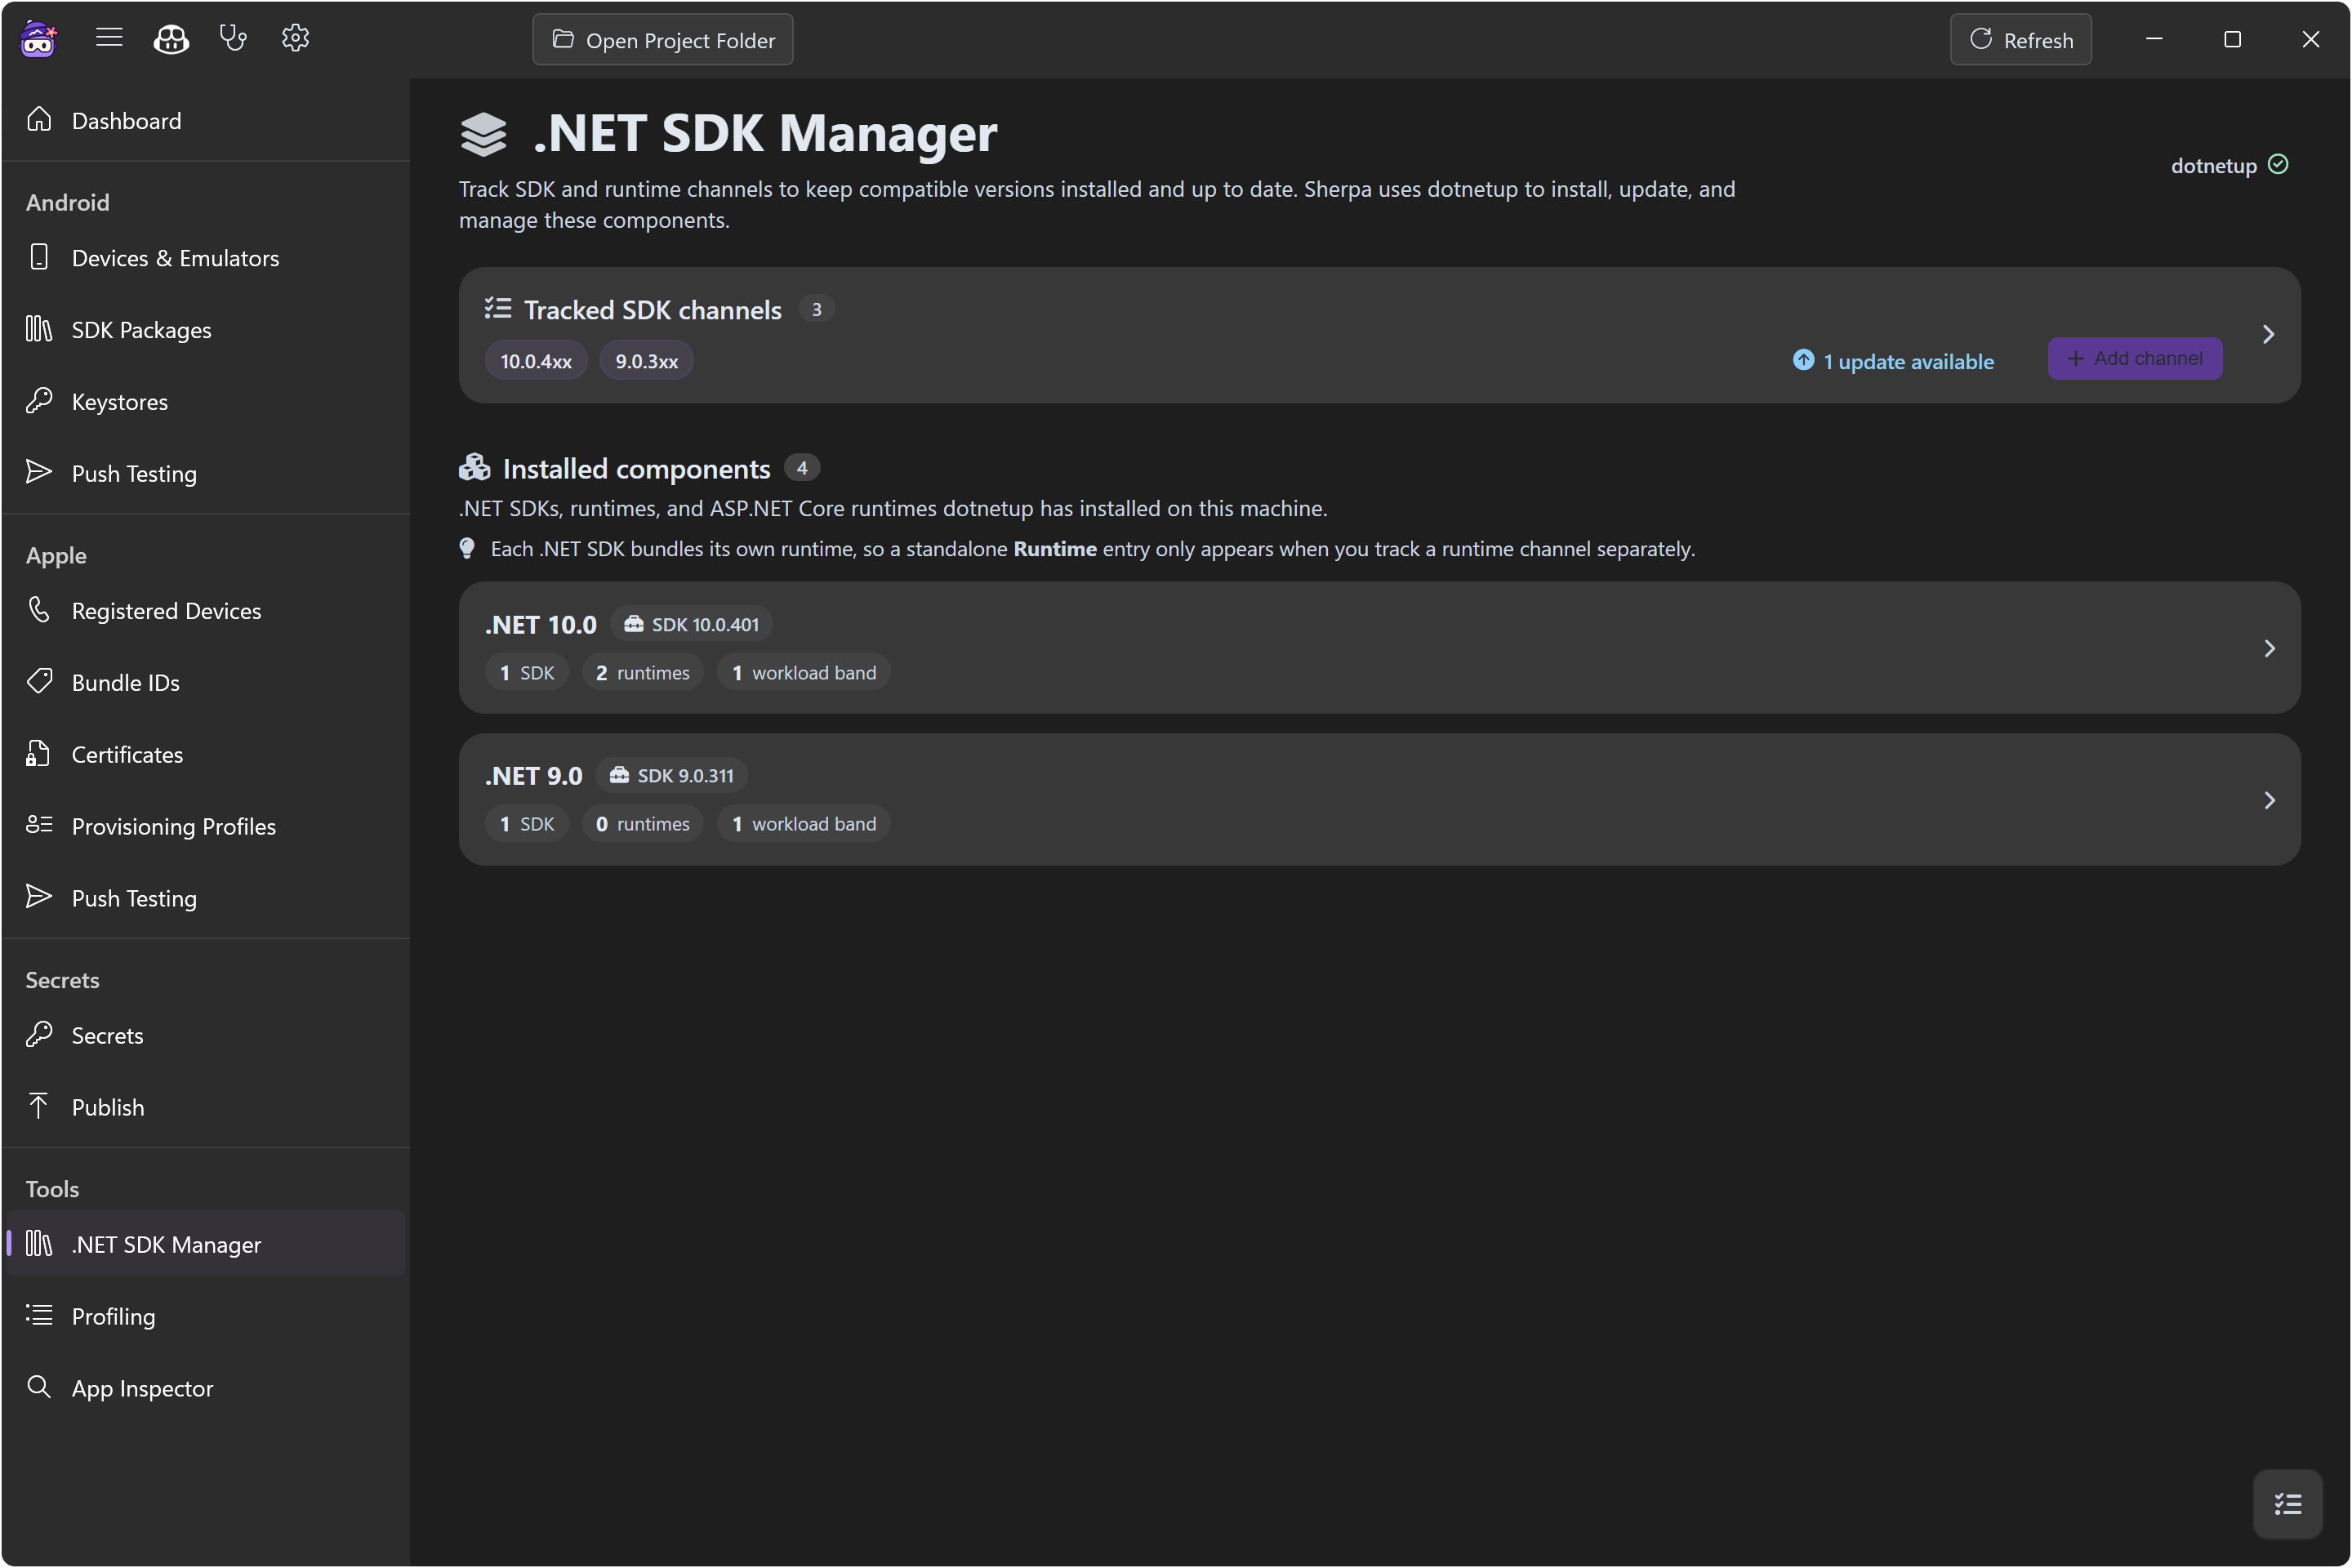 Open Project Folder
Refresh
Dashboard
Android
Devices & Emulators
SDK Packages
Keystores
Push Testing
Apple
Registered Devices
Bundle IDs
Certificates
Provisioning Profiles
Push Testing
Secrets
Secrets
Publish
Tools
.NET SDK Manager
Profiling
App Inspector
.NET SDK Manager
dotnetup
Track SDK and runtime channels to keep compatible versions installed and up to date. Sherpa uses dotnetup to install, update, and
manage these components.
Tracked SDK channels 3
10.0.4xx 9.0.3xx
1 update available
Add channel
Installed components 4
.NET SDKs, runtimes, and ASP.NET Core runtimes dotnetup has installed on this machine.
Each .NET SDK bundles its own runtime, so a standalone Runtime entry only appears when you track a runtime channel separately.
.NET 10.0 SDK 10.0.401
1 SDK 2 runtimes 1 workload band
.NET 9.0 SDK 9.0.311
1 SDK 0 runtimes 1 workload band